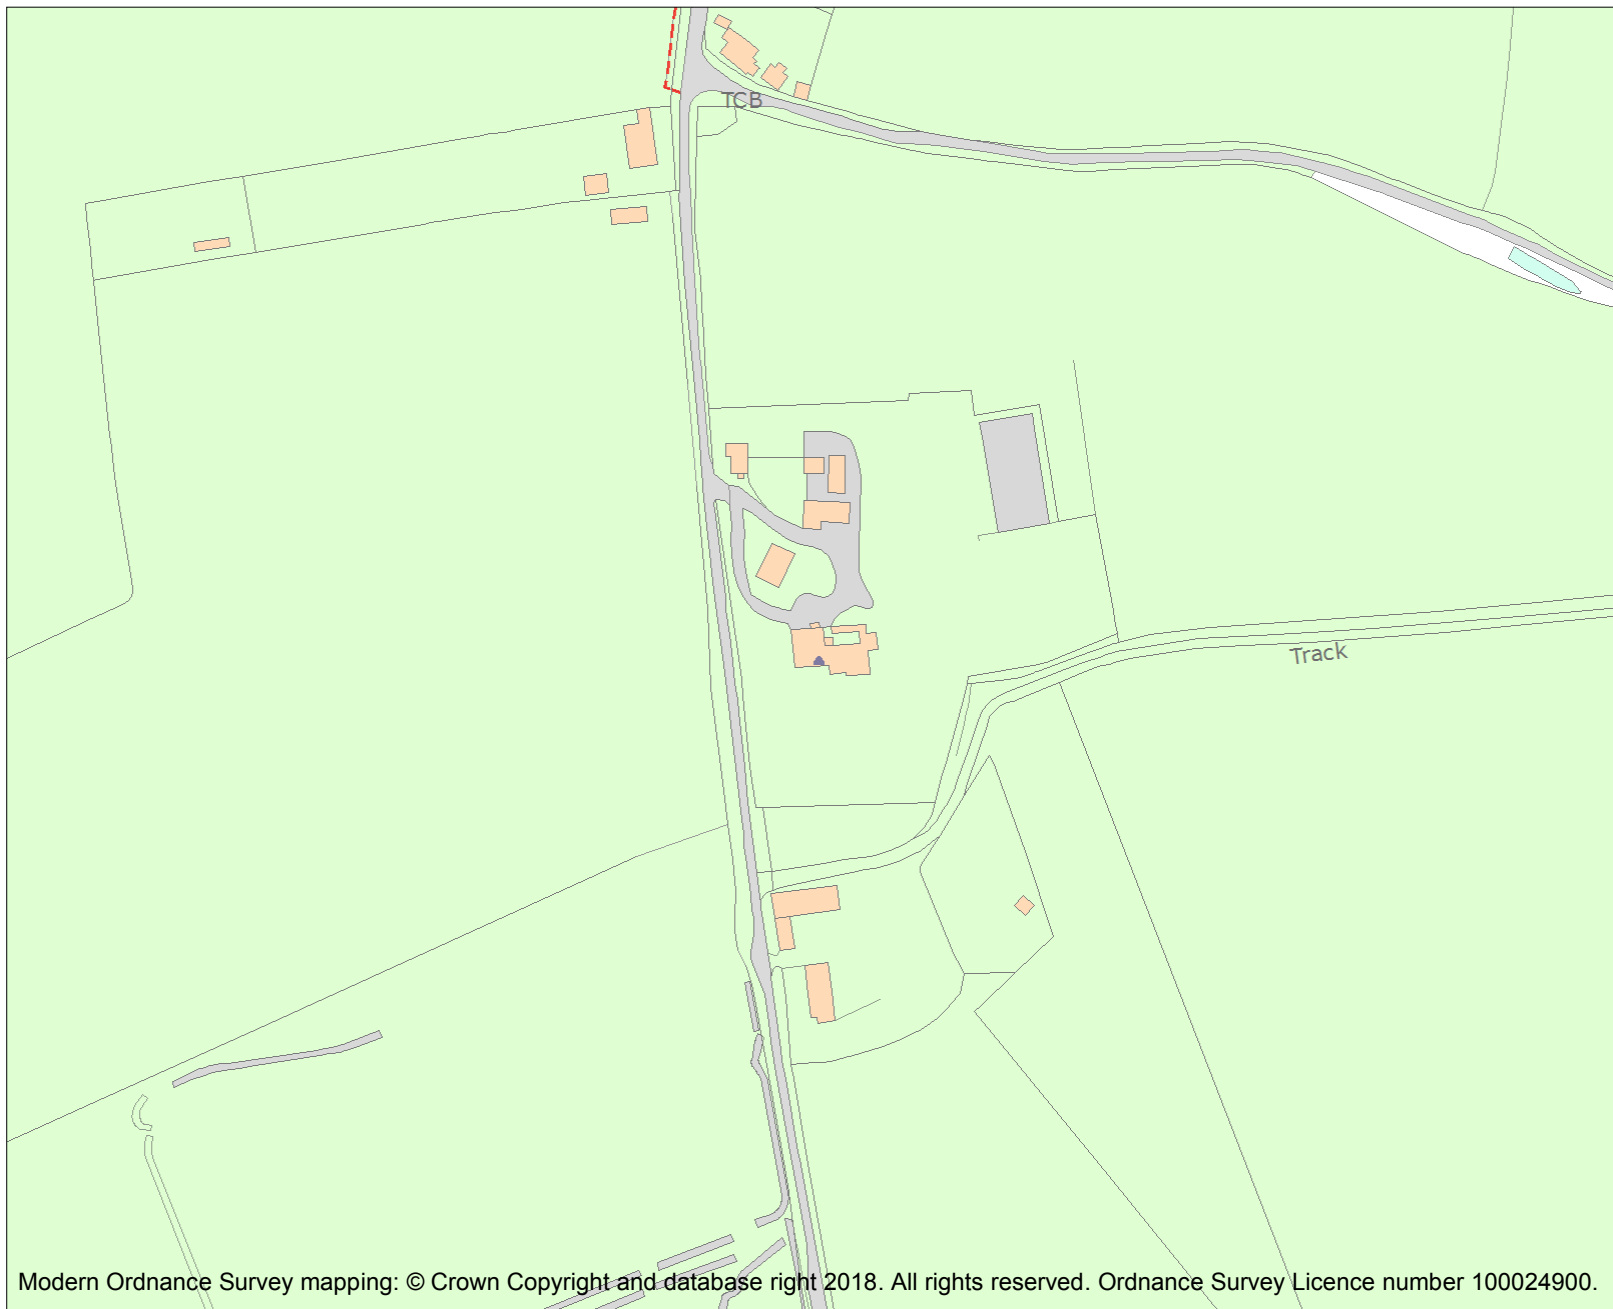 TCB
Track
Modern Ordnance Survey mapping: © Crown Copyright and database right 2018. All rights reserved. Ordnance Survey Licence number 100024900.